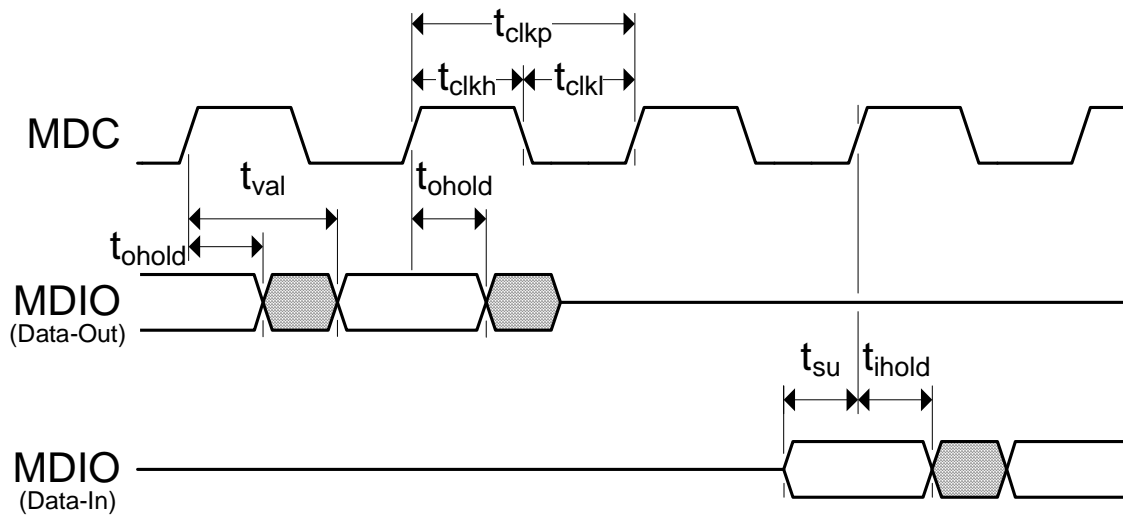 tclkp
tclkh tclkl
MDC
tval tohold
tohold
MDIO
(Data-Out)
tsu tihold
MDIO
(Data-In)